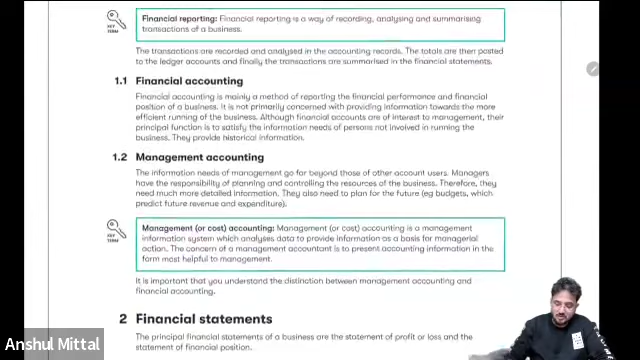 Financial reporting: Financial reporting is a way of recording, analysing and summarising
transactions of a business.
KEY
TERM
The transactions are recorded and analysed in the accounting records. The totals are then posted
to the ledger accounts and finally the transactions are summarised in the financial statements.
1.1 Financial accounting
Financial accounting is mainly a method of reporting the financial performance and financial
position of a business. It is not primarily concerned with providing information towards the more
efficient running of the business. Although financial accounts are of interest to management, their
principal function is to satisfy the information needs of persons not involved in running the
business. They provide historical information.
1.2 Management accounting
The information needs of management go far beyond those of other account users. Managers
have the responsibility of planning and controlling the resources of the business. Therefore, they
need much more detailed information. They also need to plan for the future (eg budgets, which
predict future revenue and expenditure).
KEY
TERM
Management (or cost) accounting: Management (or cost) accounting is a management
information system which analyses data to provide information as a basis for managerial
action. The concern of a management accountant is to present accounting information in the
form most helpful to management.
It is important that you understand the distinction between management accounting and
financial accounting.
2 Financial statements
The principal financial statements of a business are the statement of profit or loss and the
statement of financial position.
Anshul Mittal